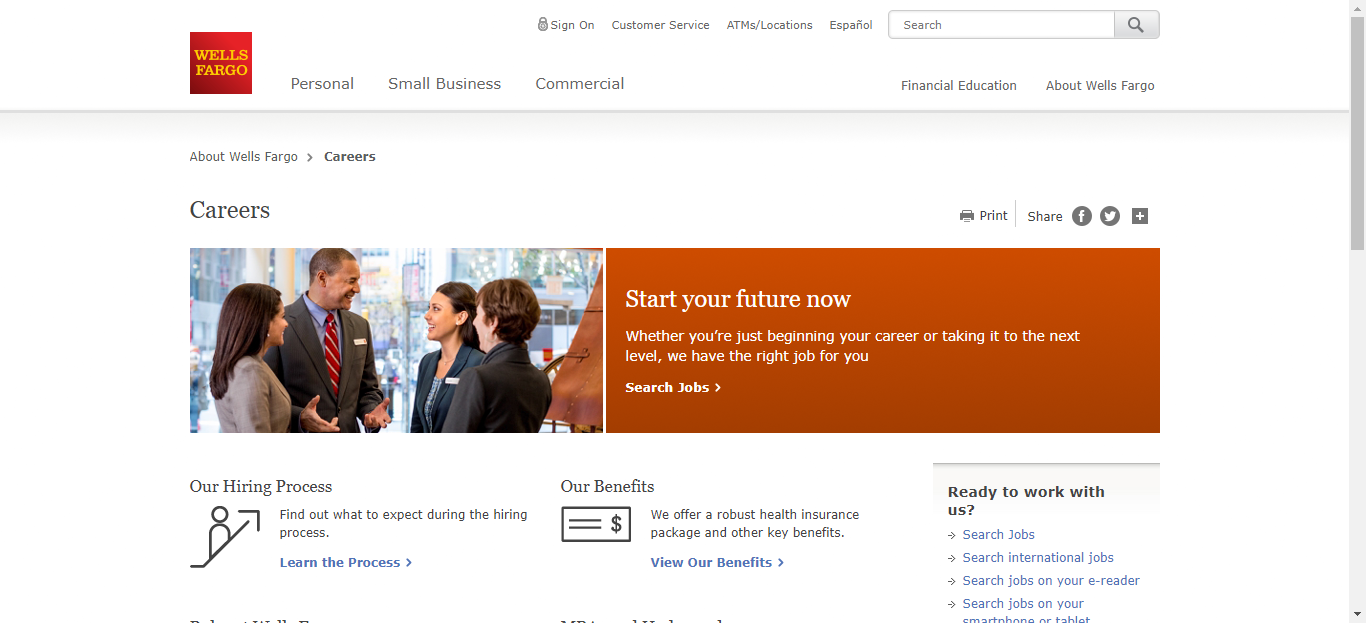 Sign On
Customer Service
ATMs/Locations
Español
Search
WELLS
FARGO
Personal
Small Business
Commercial
Financial Education
About Wells Fargo
About Wells Fargo
Careers
Careers
Print
Share
Start your future now
Whether you’re just beginning your career or taking it to the next
level, we have the right job for you
Search Jobs
Our Hiring Process
Find out what to expect during the hiring
process.
Learn the Process
Our Benefits
$
We offer a robust health insurance
package and other key benefits.
View Our Benefits
Ready to work with
us?
Search Jobs
Search international jobs
Search jobs on your e-reader
Search jobs on your
smartphone or tablet